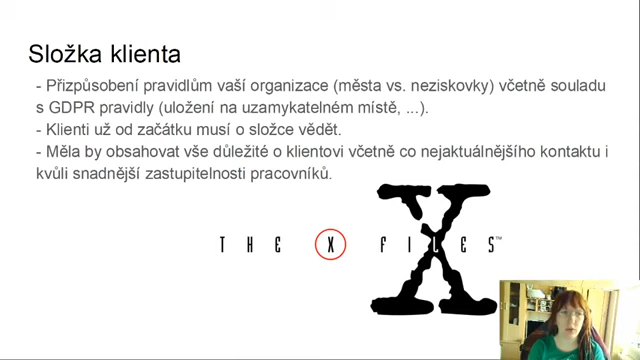 Složka klienta
- Přizpůsobení pravidlům vaší organizace (města vs. neziskovky) včetně souladu
s GDPR pravidly (uložení na uzamykatelném místě, ...).
- Klienti už od začátku musí o složce vědět.
- Měla by obsahovat vše důležité o klientovi včetně co nejaktuálnějšího kontaktu i
kvůli snadnější zastupitelnosti pracovníků.
X
THE X FILES™